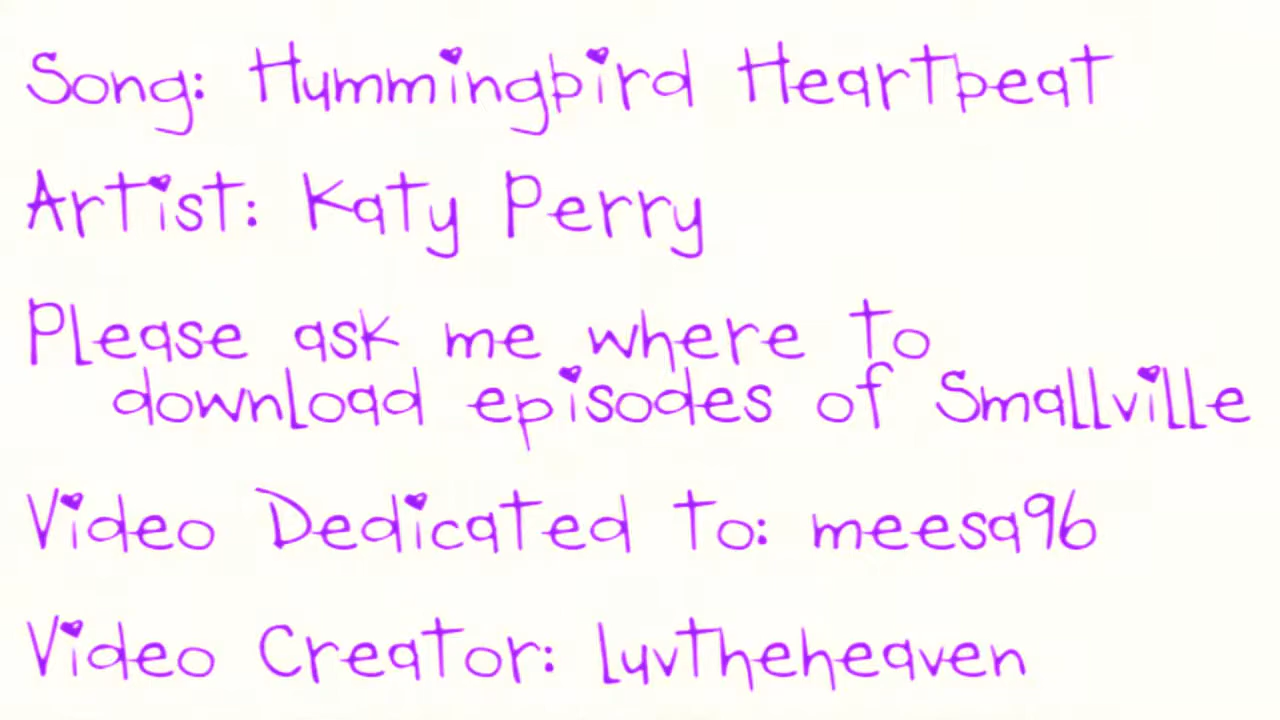 Song: Hummingbird Heartbeat
Artist: Katy Perry
Please ask me where to
download episodes of Smallville
Video Dedicated to: meesa96
Video Creator: luvtheheaven